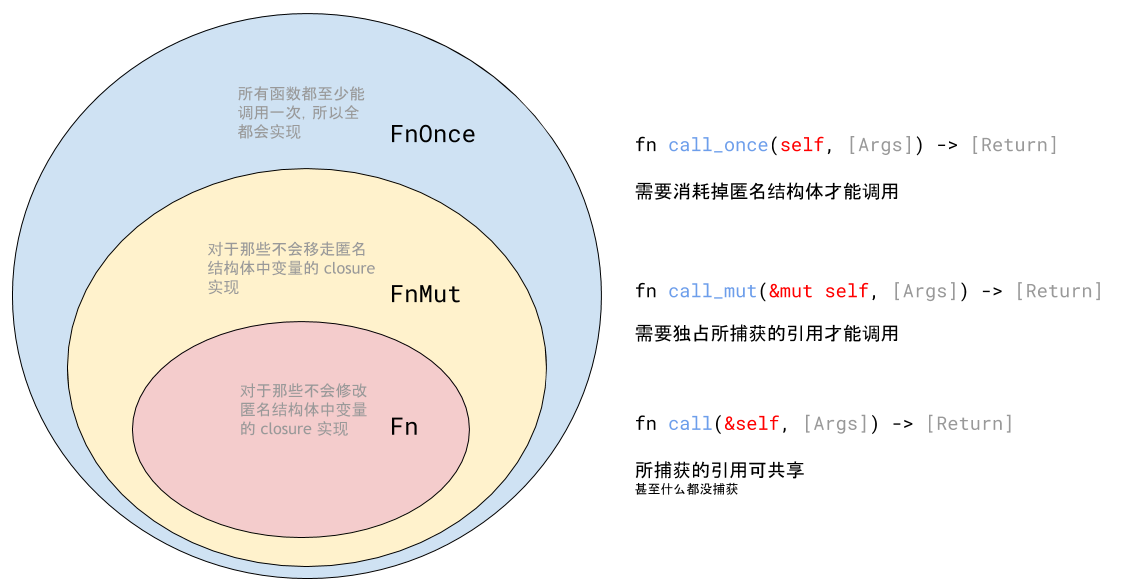 所有函数都至少能
调用一次, 所以全
都会实现
FnOnce
fn call_once(self, [Args]) -> [Return]
需要消耗掉匿名结构体才能调用
对于那些不会移走匿名
结构体中变量的 closure
实现
FnMut
fn call_mut(&mut self, [Args]) -> [Return]
需要独占所捕获的引用才能调用
对于那些不会修改
匿名结构体中变量
的 closure 实现
Fn
fn call(&self, [Args]) -> [Return]
所捕获的引用可共享
甚至什么都没捕获